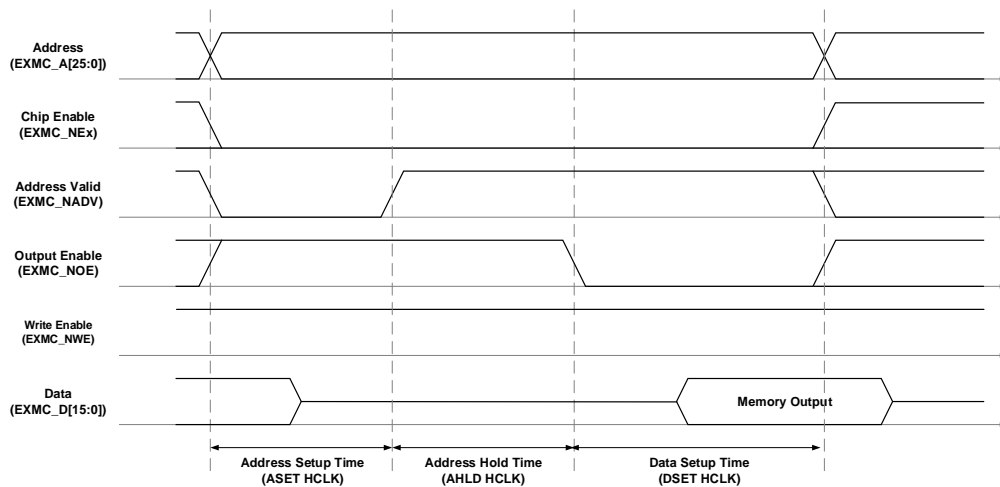 Address
(EXMC_A[25:0])
Chip Enable
(EXMC_NEx)
Address Valid
(EXMC_NADV)
Output Enable
(EXMC_NOE)
Write Enable
(EXMC_NWE)
Data
(EXMC_D[15:0])
Memory Output
Address Setup Time
(ASET HCLK)
Address Hold Time
(AHLD HCLK)
Data Setup Time
(DSET HCLK)